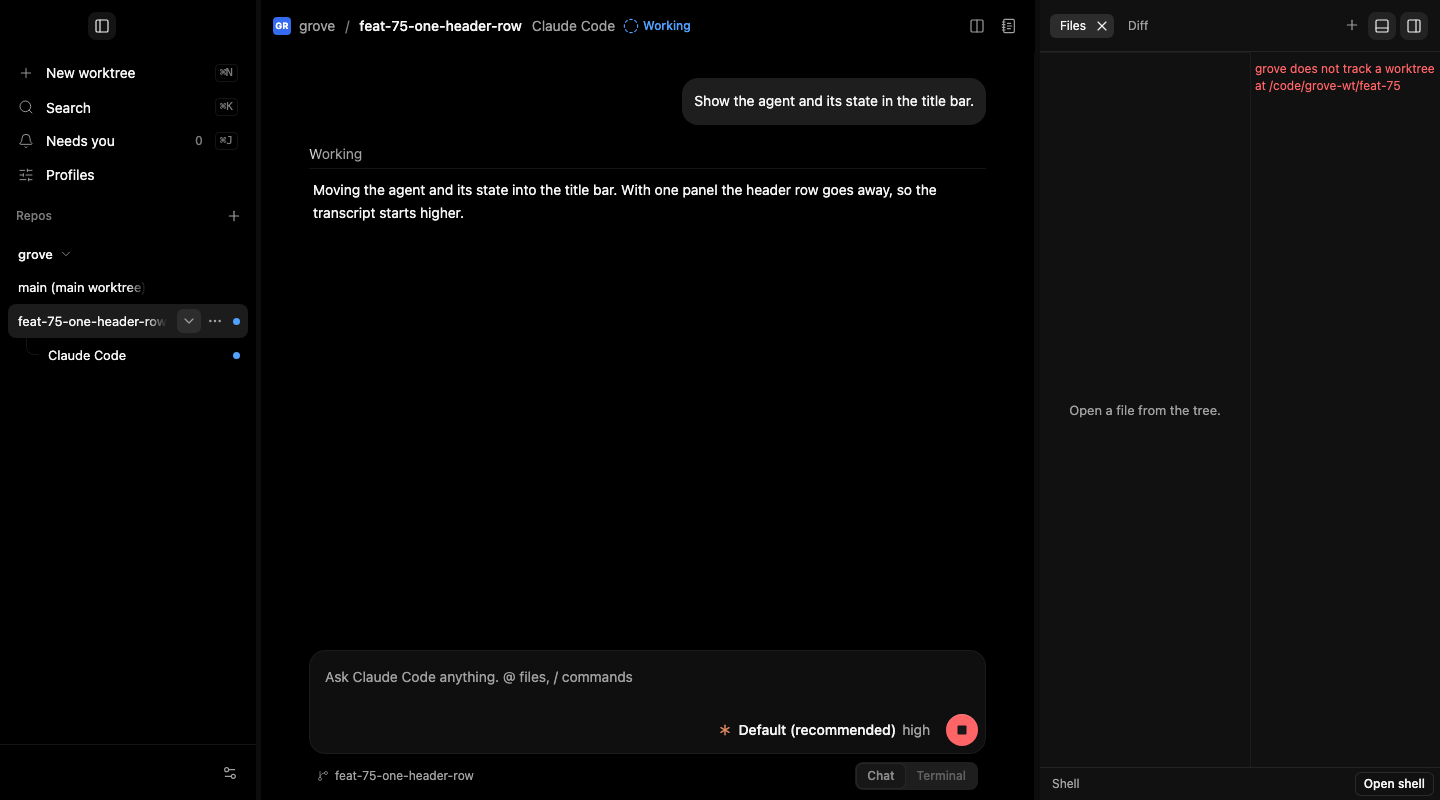 New worktree ⌘N
Search ⌘K
Needs you 0 ⌘J
Profiles
Repos
grove
main (main worktree)
feat-75-one-header-row
Claude Code
GR grove / feat-75-one-header-row Claude Code Working
Show the agent and its state in the title bar.
Working
Moving the agent and its state into the title bar. With one panel the header row goes away, so the
transcript starts higher.
Ask Claude Code anything. @ files, / commands
Default (recommended) high
feat-75-one-header-row
Chat Terminal
Files Diff
Open a file from the tree.
grove does not track a worktree
at /code/grove-wt/feat-75
Shell Open shell